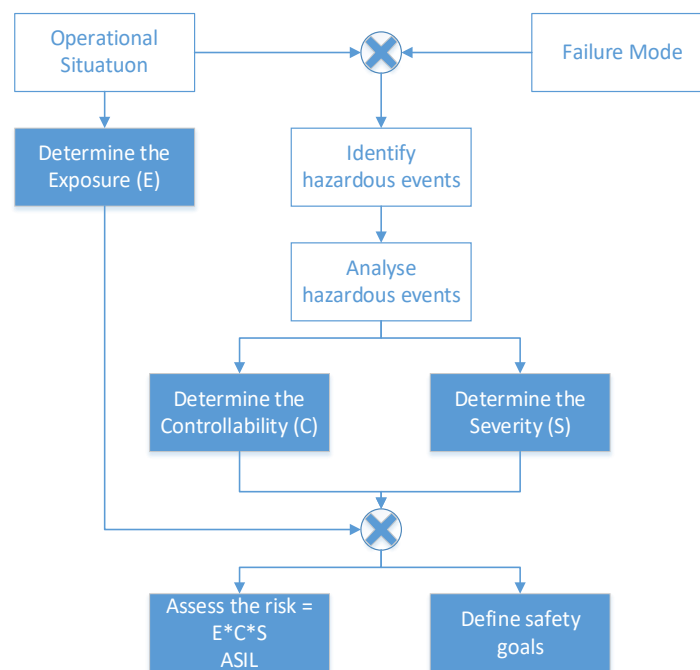 Operational
Situatuon
Failure Mode
Determine the
Exposure (E)
Identify
hazardous events
Analyse
hazardous events
Determine the
Controllability (C)
Determine the
Severity (S)
Assess the risk =
E*C*S
ASIL
Define safety
goals